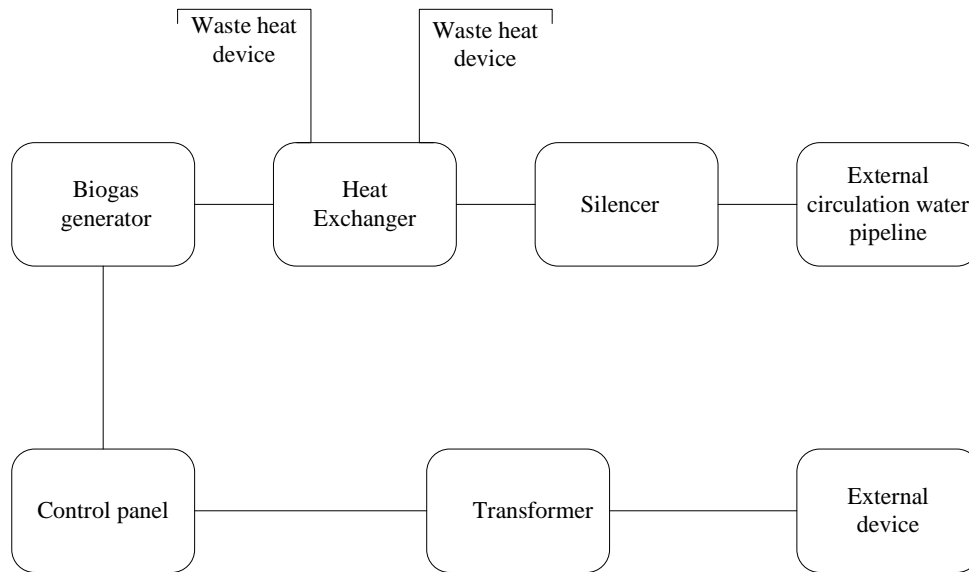 Waste heat
device
Waste heat
device
Biogas
generator
Heat
Exchanger
Silencer
External
circulation water
pipeline
Control panel
Transformer
External
device